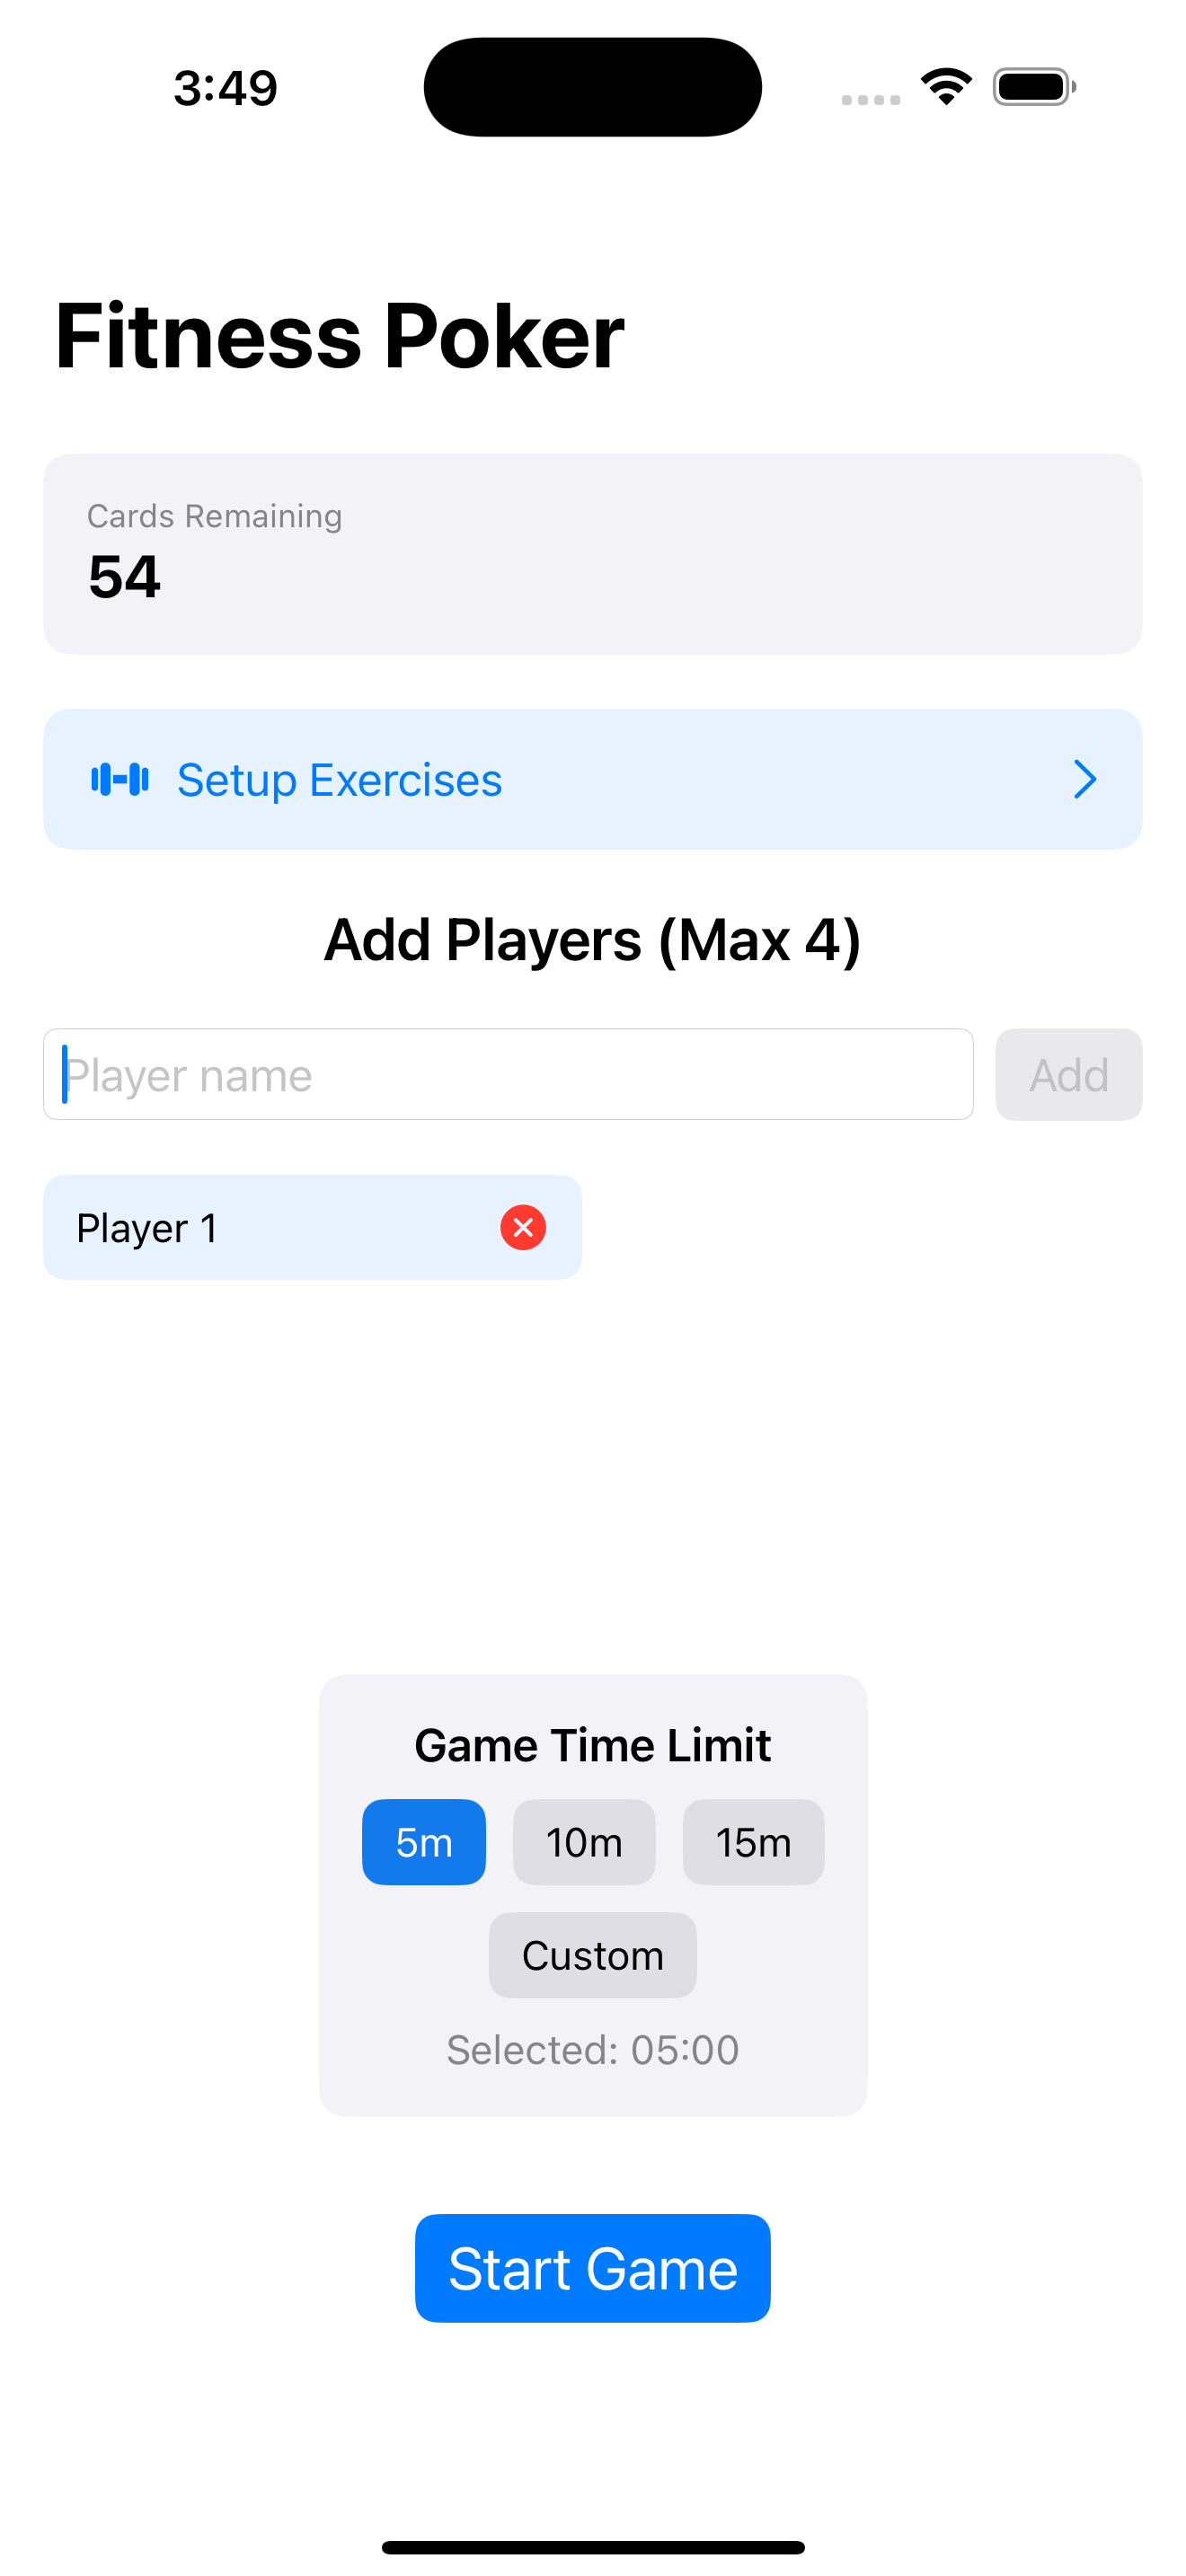 3:49
Fitness Poker
Cards Remaining
54
Setup Exercises
Add Players (Max 4)
Player name
Add
Player 1
Game Time Limit
5m 10m 15m
Custom
Selected: 05:00
Start Game